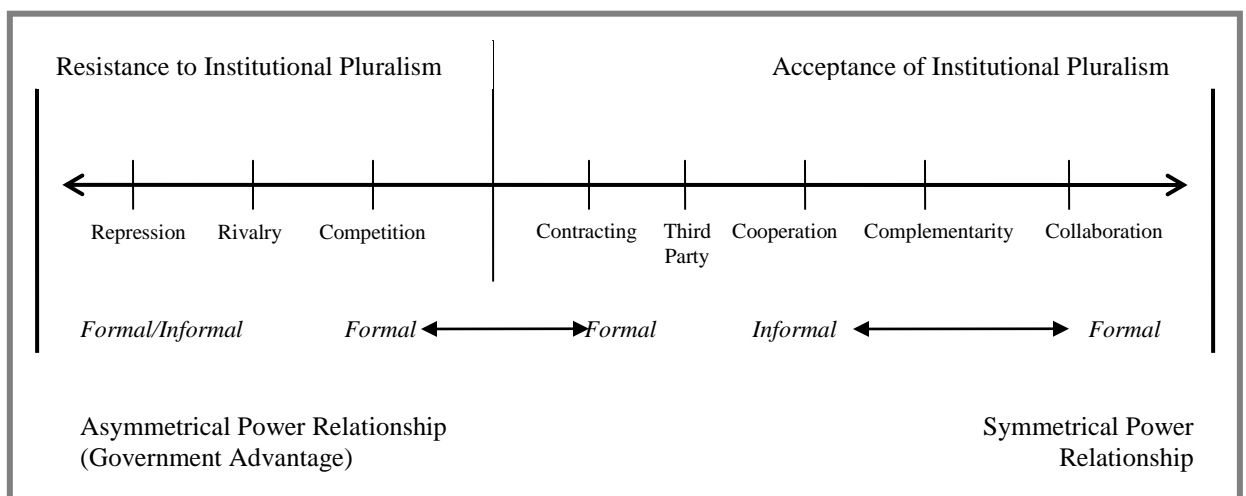 Resistance to Institutional Pluralism
Acceptance of Institutional Pluralism
Repression Rivalry Competition Contracting Third Cooperation Complementarity Collaboration
Party
Formal/Informal Formal Formal Informal Formal
Asymmetrical Power Relationship
(Government Advantage)
Symmetrical Power
Relationship